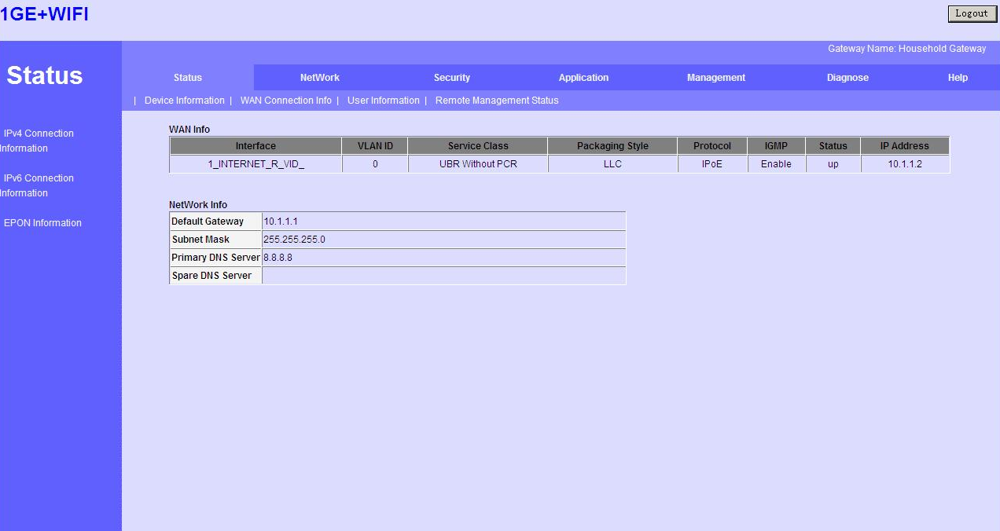 1GE+WIFI
Logout
Gateway Name: Household Gateway
Status
Status NetWork Security Application Management Diagnose Help
| Device Information | WAN Connection Info | User Information | Remote Management Status
IPv4 Connection
Information
IPv6 Connection
Information
EPON Information
WAN Info
Interface VLAN ID Service Class Packaging Style Protocol IGMP Status IP Address
1_INTERNET_R_VID_ 0 UBR Without PCR LLC IPoE Enable up 10.1.1.2
NetWork Info
Default Gateway 10.1.1.1
Subnet Mask 255.255.255.0
Primary DNS Server 8.8.8.8
Spare DNS Server